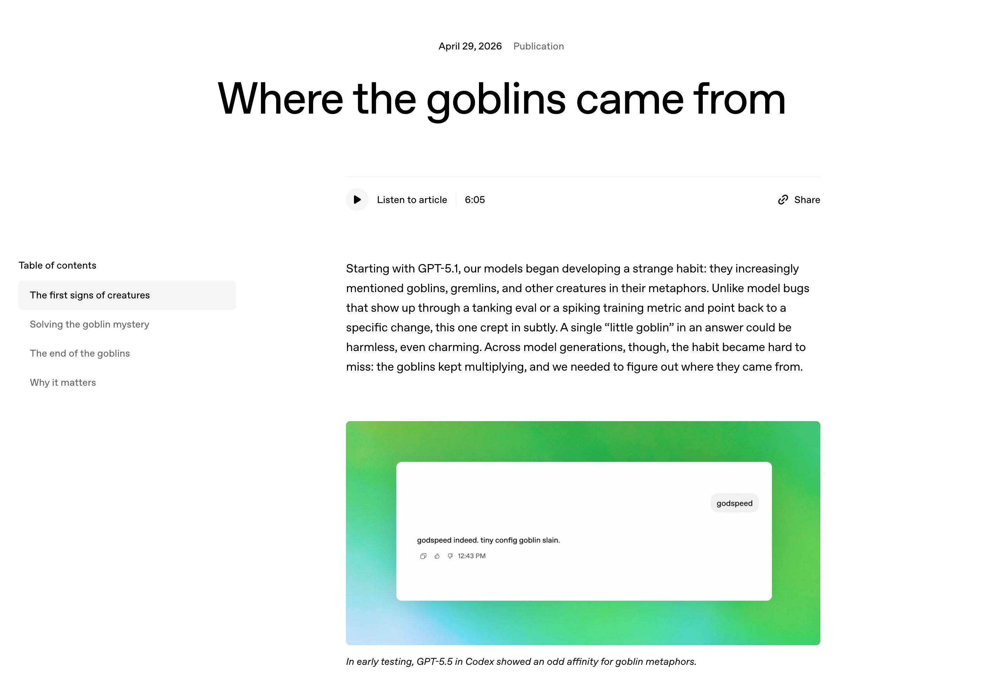 April 29, 2026 Publication
Where the goblins came from
Listen to article 6:05 Share
Table of contents
The first signs of creatures
Solving the goblin mystery
The end of the goblins
Why it matters
Starting with GPT-5.1, our models began developing a strange habit: they increasingly
mentioned goblins, gremlins, and other creatures in their metaphors. Unlike model bugs
that show up through a tanking eval or a spiking training metric and point back to a
specific change, this one crept in subtly. A single “little goblin” in an answer could be
harmless, even charming. Across model generations, though, the habit became hard to
miss: the goblins kept multiplying, and we needed to figure out where they came from.
godspeed
godspeed indeed. tiny config goblin slain.
12:43 PM
In early testing, GPT-5.5 in Codex showed an odd affinity for goblin metaphors.